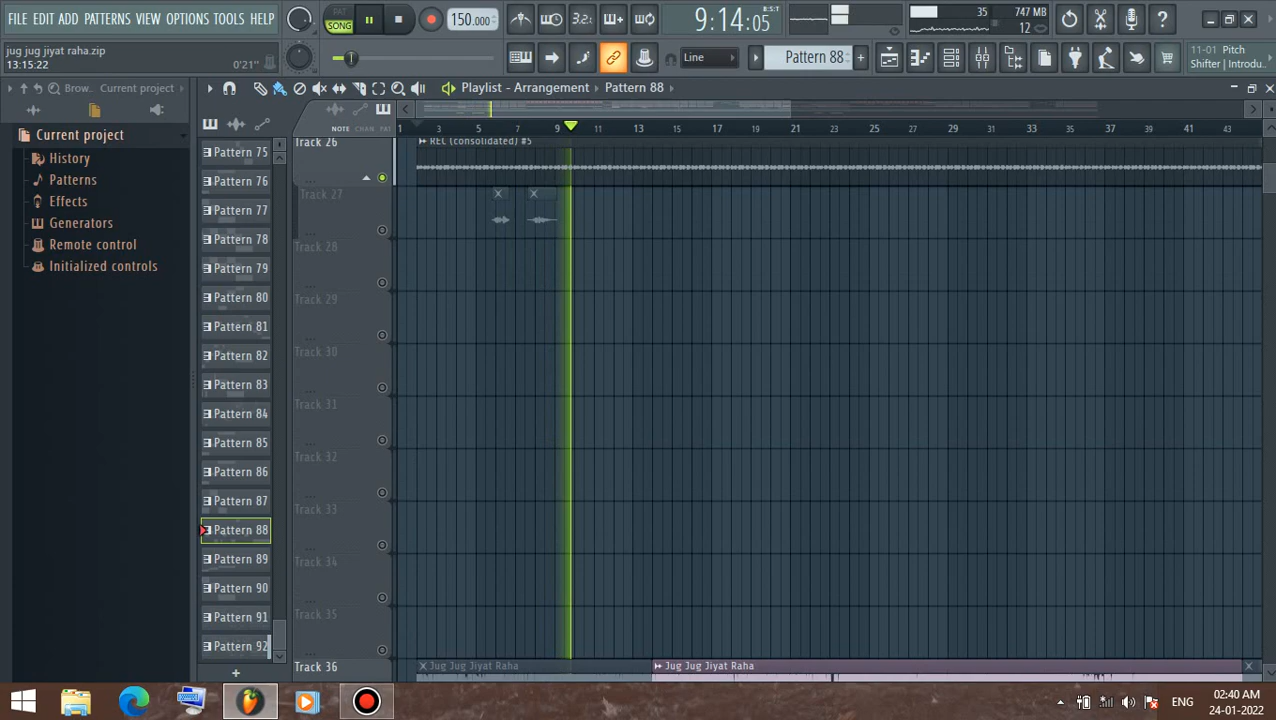 FILE EDIT ADD PATTERNS VIEW OPTIONS TOOLS HELP
PAT
SONG
150.000
3.2
9:14:05
B:S:T
35
747 MB
12
jug jug jiyat raha.zip
13:15:22
0'21"
Line
Pattern 88
11-01 Pitch
Shifter | Introdu..
Brow..
Current project
Playlist - Arrangement
Pattern 88
Current project
History
Patterns
Effects
Generators
Remote control
Initialized controls
NOTE CHAN PAT
1 3 5 7 9 11 13 15 17 19 21 23 25 27 29 31 33 35 37 39 41 43
Pattern 75
Pattern 76
Pattern 77
Pattern 78
Pattern 79
Pattern 80
Pattern 81
Pattern 82
Pattern 83
Pattern 84
Pattern 85
Pattern 86
Pattern 87
Pattern 88
Pattern 89
Pattern 90
Pattern 91
Pattern 92
Track 26
REC (consolidated) #5
Track 27
Track 28
Track 29
Track 30
Track 31
Track 32
Track 33
Track 34
Track 35
Track 36
Jug Jug Jiyat Raha
Jug Jug Jiyat Raha
ENG
02:40 AM
24-01-2022